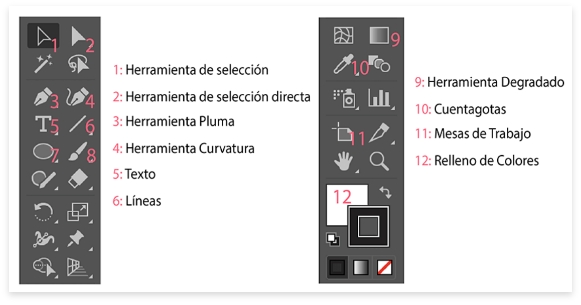 1
2
3
4
5
6
7
8
1: Herramienta de selección
2: Herramienta de selección directa
3: Herramienta Pluma
4: Herramienta Curvatura
5: Texto
6: Líneas
9
10
11
12
9: Herramienta Degradado
10: Cuentagotas
11: Mesas de Trabajo
12: Relleno de Colores